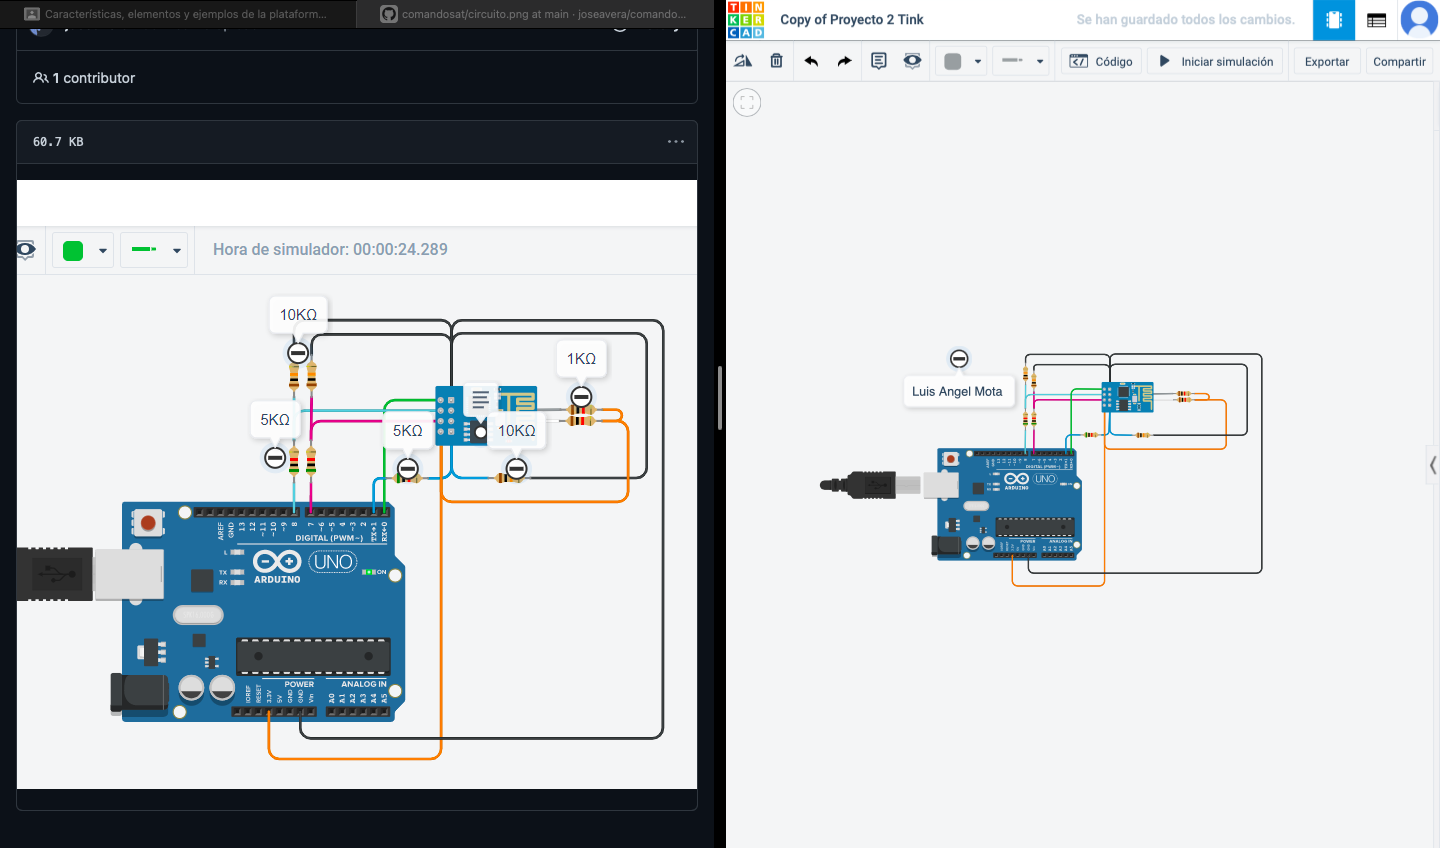 Características, elementos y ejemplos de la plataform...
comandosat/circuito.png at main · joseavera/comando...
1 contributor
60.7 KB
Hora de simulador: 00:00:24.289
10KΩ
1KΩ
5KΩ
5KΩ
10KΩ
AREF
GND
13
12
~11
~10
~9
8
7
~6
~5
4
~3
2
TX→1
RX←0
DIGITAL (PWM~)
L
TX
RX
ARDUINO
UNO
ON
POWER
ANALOG IN
IOREF
RESET
3.3V
5V
GND
GND
Vin
A0
A1
A2
A3
A4
A5
TIN
KER
CAD
Copy of Proyecto 2 Tink
Se han guardado todos los cambios.
Código
Iniciar simulación
Exportar
Compartir
Luis Angel Mota
DIGITAL (PWM~)
UNO
ARDUINO
POWER
ANALOG IN